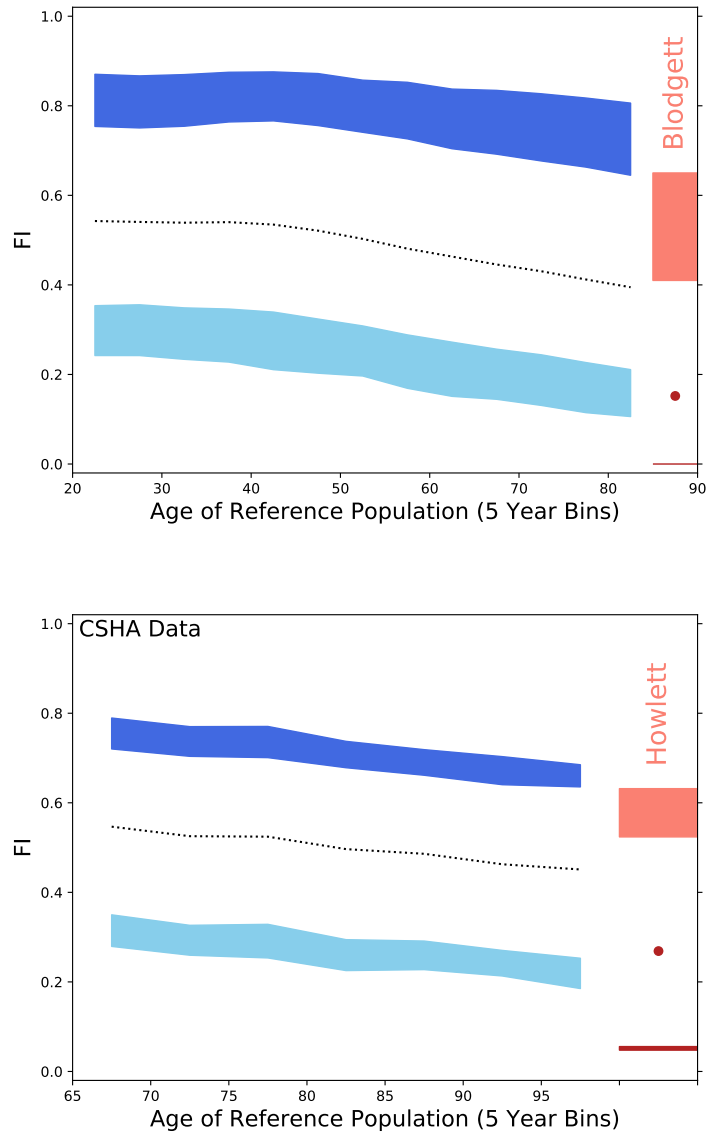 1.0
0.8
0.6
0.4
0.2
0.0
FI
Blodgett
20 30 40 50 60 70 80 90
Age of Reference Population (5 Year Bins)
CSHA Data
1.0
0.8
0.6
0.4
0.2
0.0
FI
Howlett
65 70 75 80 85 90 95
Age of Reference Population (5 Year Bins)